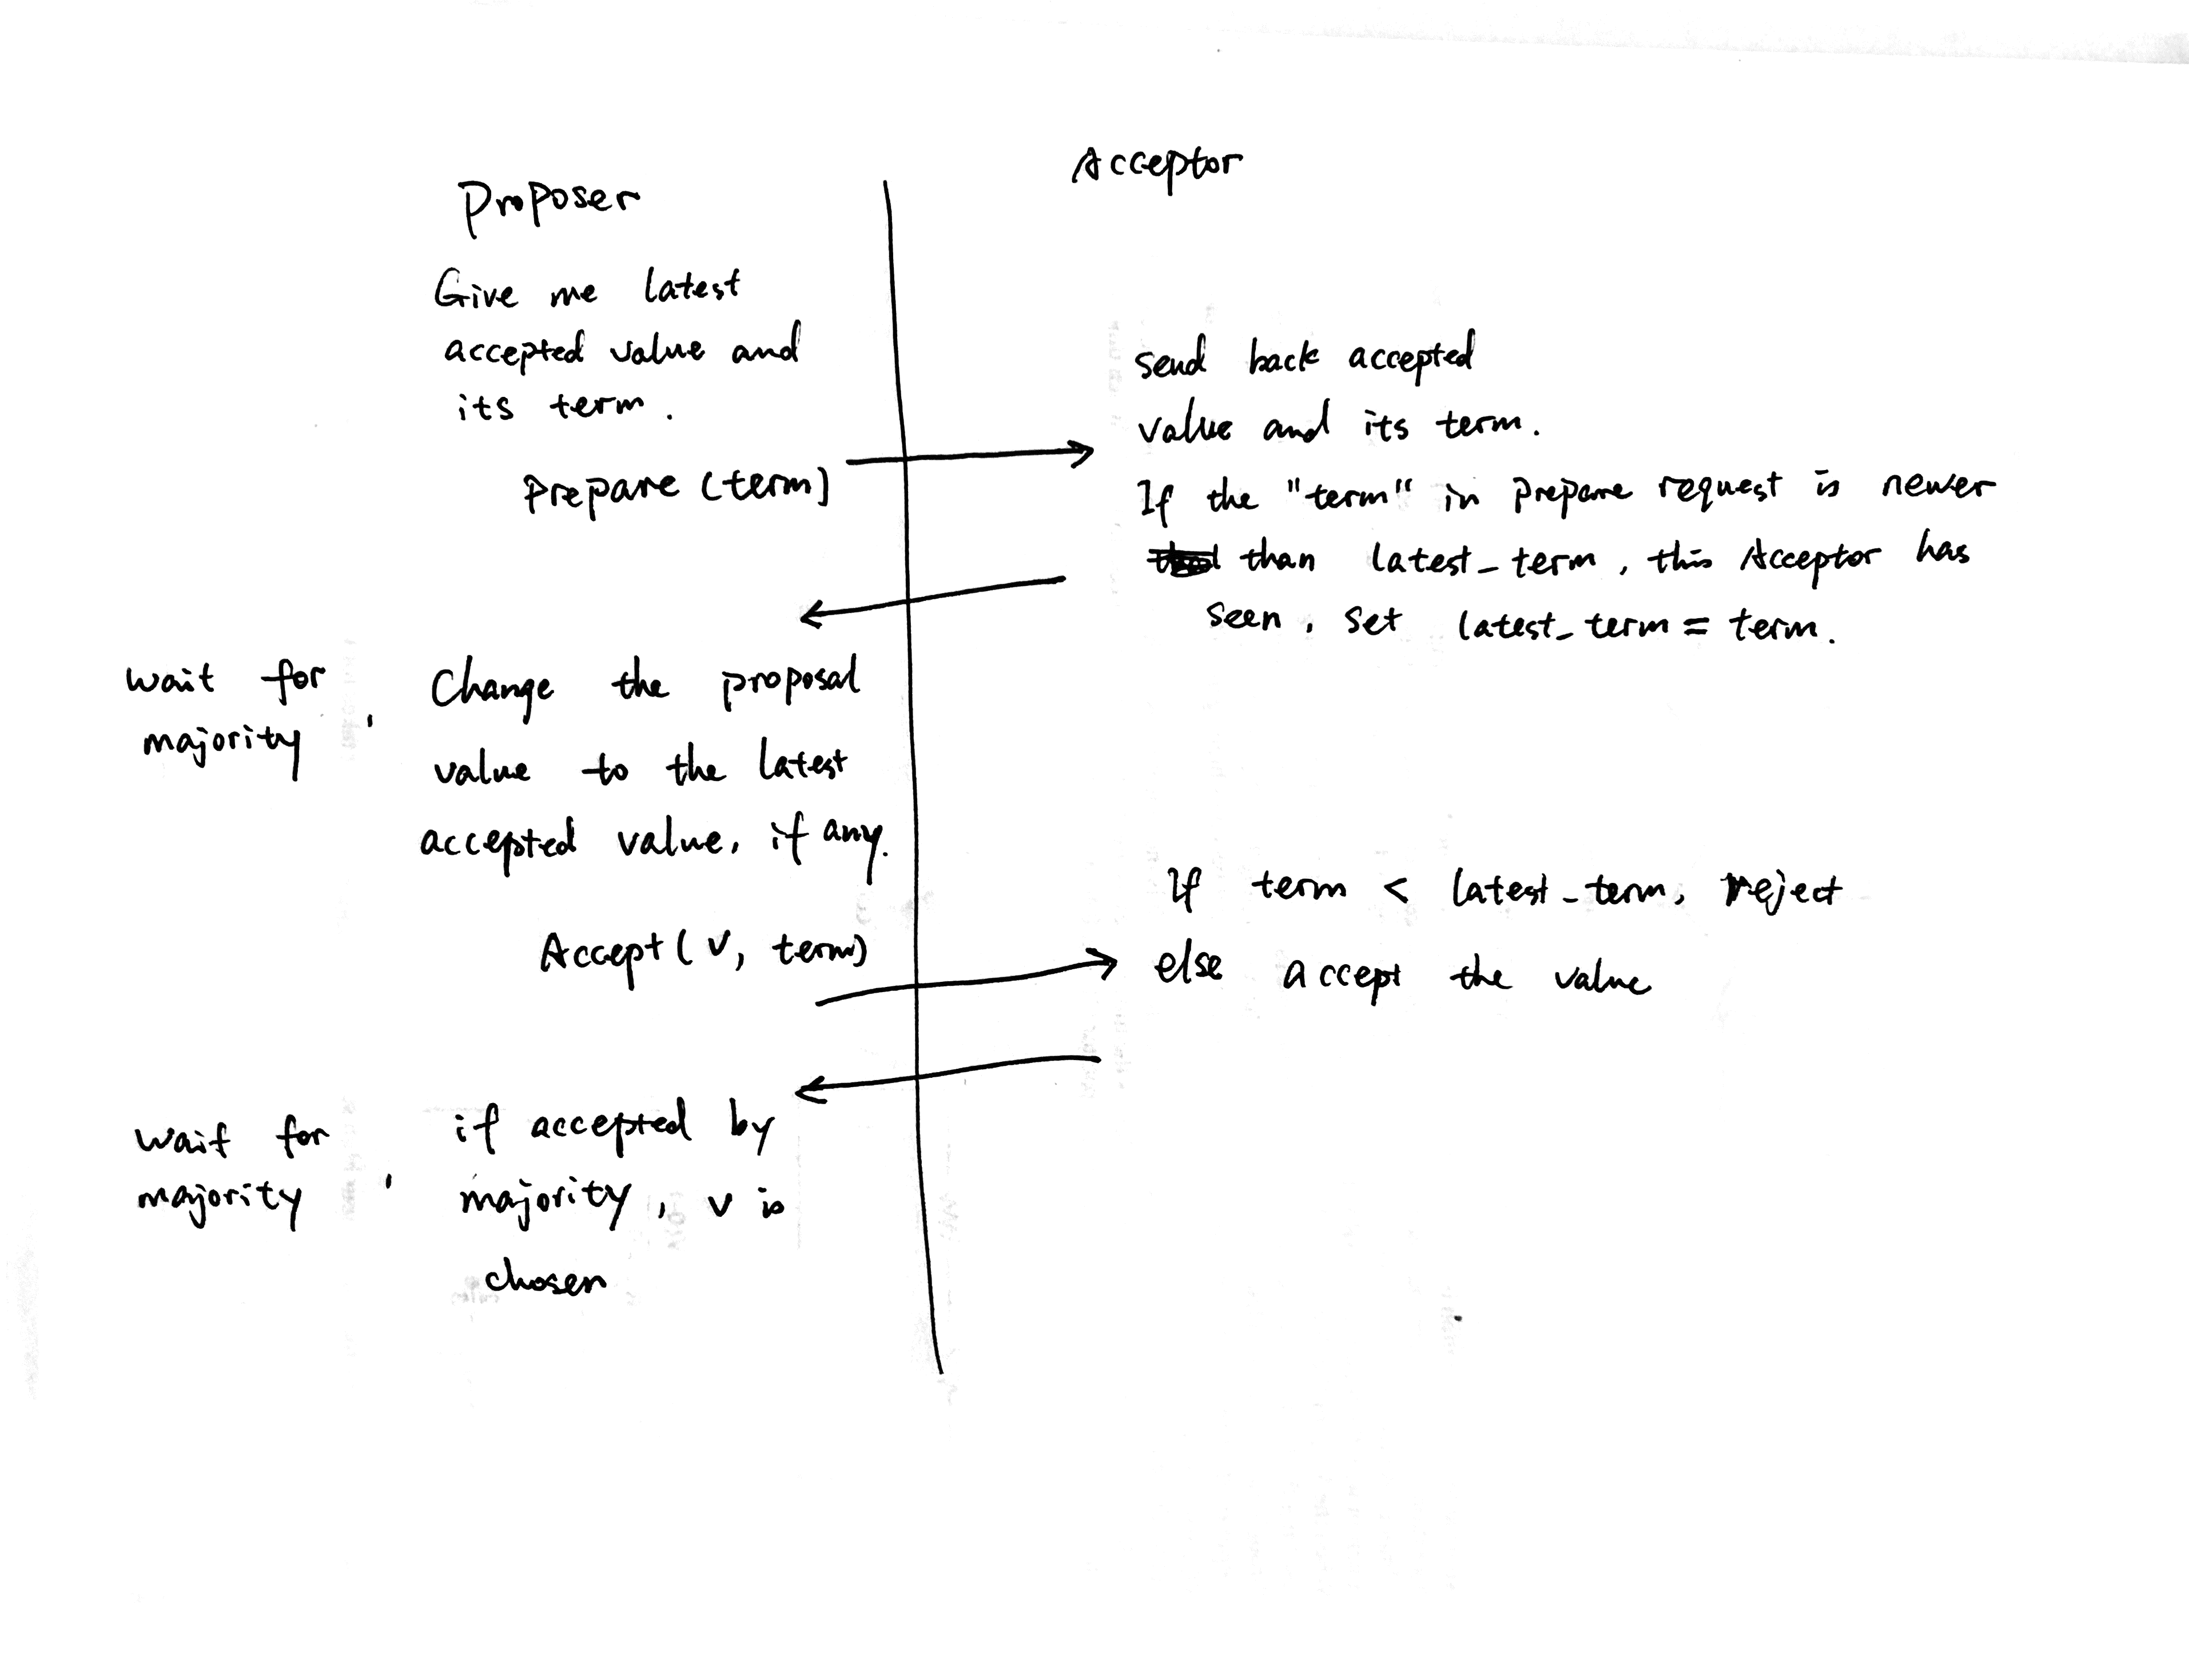 Proposer
Acceptor
Give me latest
accepted value and
its term.
Prepare (term)
send back accepted
value and its term.
If the "term" in prepare request is newer
than latest_term, this Acceptor has
seen, set latest_term = term.
wait for
majority,
Change the proposal
value to the latest
accepted value, if any.
Accept(v, term)
If term < latest_term, reject
else accept the value
wait for
majority,
if accepted by
majority, v is
chosen